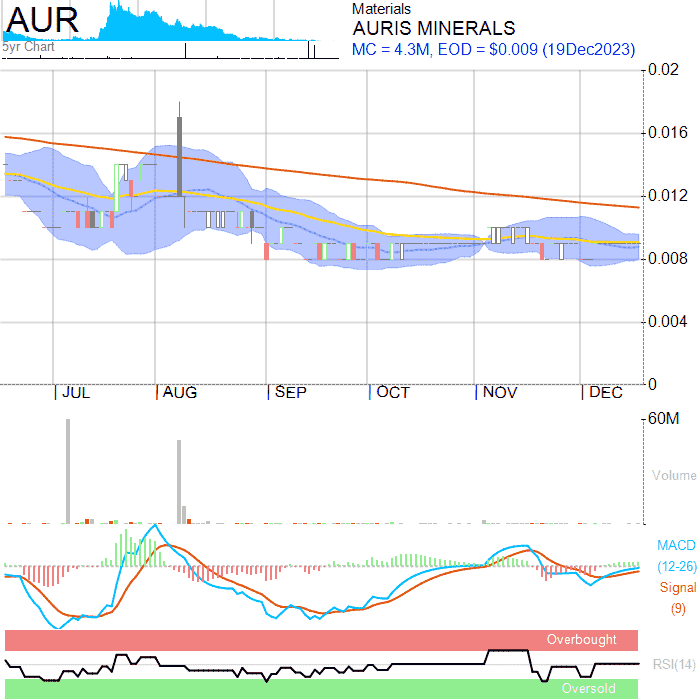 AUR
5yr Chart
Materials
AURIS MINERALS
MC = 4.3M, EOD = $0.009 (19Dec2023)
0.02
0.016
0.012
0.008
0.004
0
JUL AUG SEP OCT NOV DEC
60M
Volume
MACD
(12-26)
Signal
(9)
Overbought
RSI(14)
Oversold